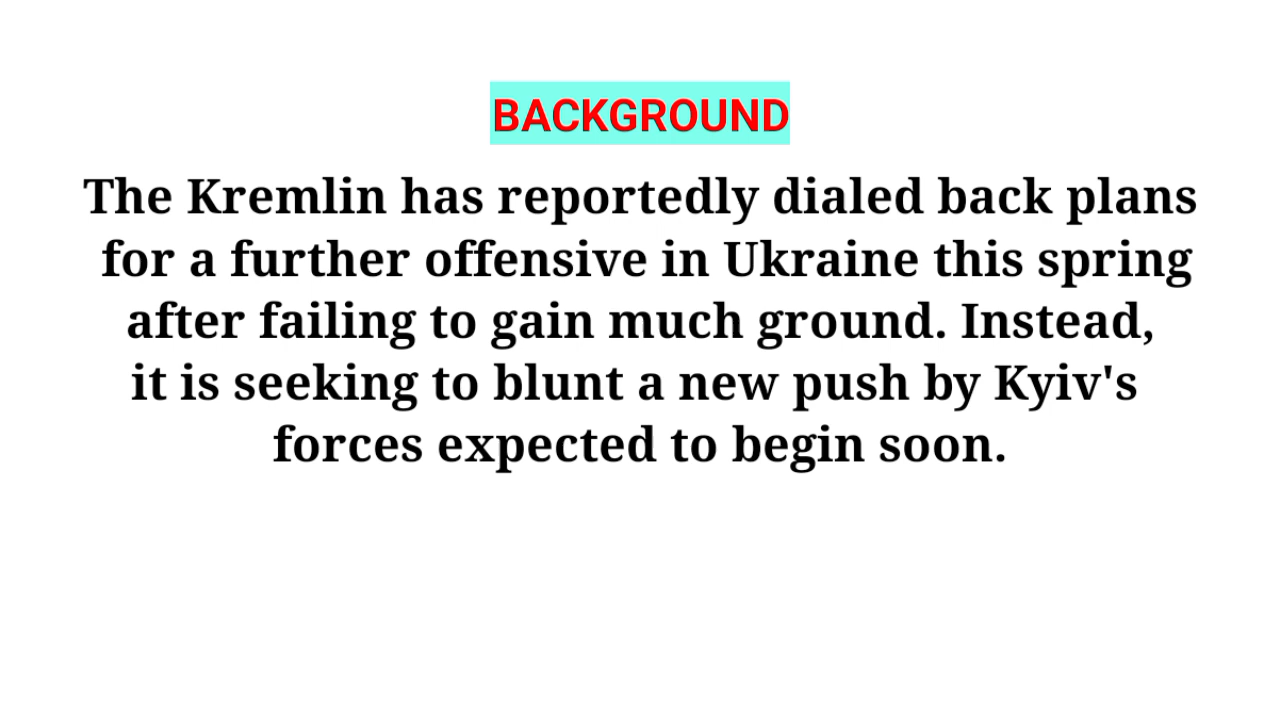 BACKGROUND
The Kremlin has reportedly dialed back plans
for a further offensive in Ukraine this spring
after failing to gain much ground. Instead,
it is seeking to blunt a new push by Kyiv's
forces expected to begin soon.